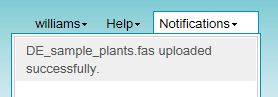 williams Help Notifications
DE_sample_plants.fas uploaded
successfully.